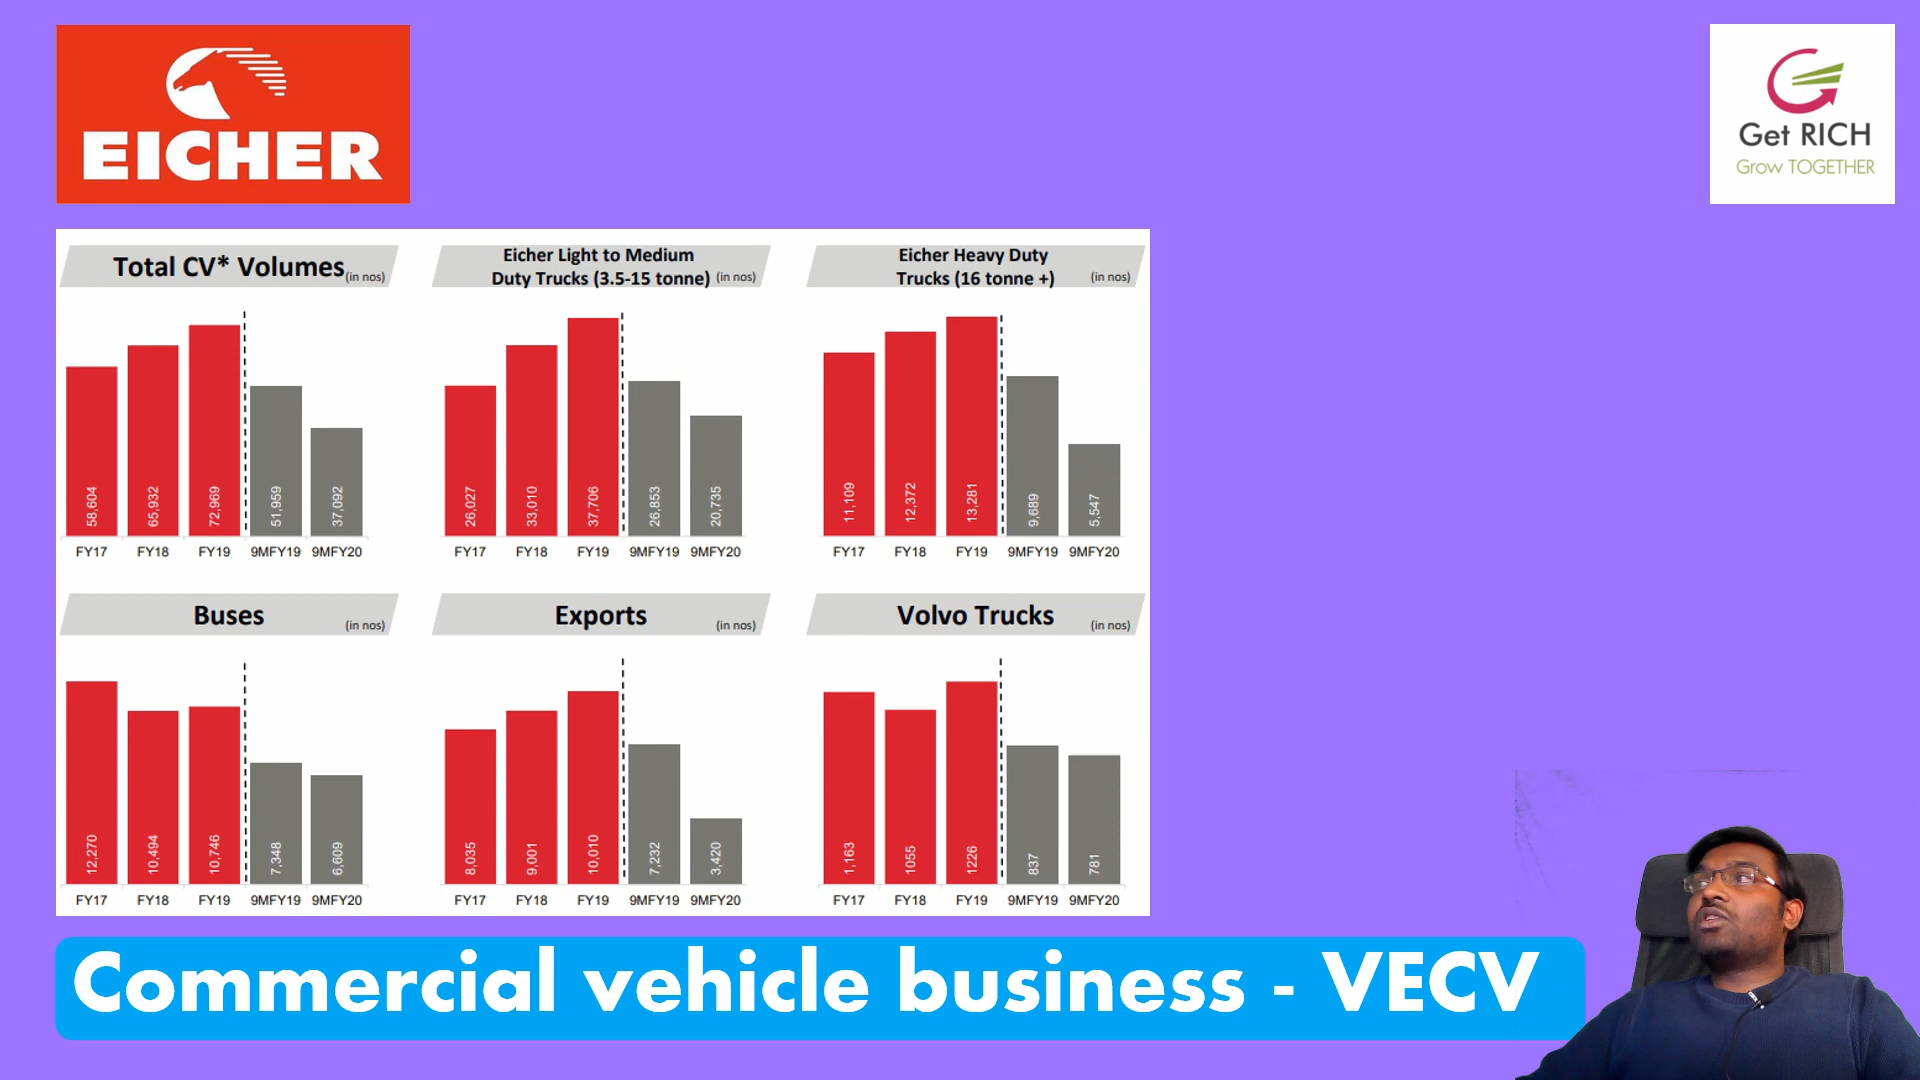 EICHER
Get RICH
Grow TOGETHER
Total CV* Volumes (in nos)
58,604
65,932
72,969
51,959
37,092
FY17 FY18 FY19 9MFY19 9MFY20
Eicher Light to Medium
Duty Trucks (3.5-15 tonne) (in nos)
26,027
33,010
37,706
26,853
20,735
FY17 FY18 FY19 9MFY19 9MFY20
Eicher Heavy Duty
Trucks (16 tonne +) (in nos)
11,109
12,372
13,281
9,689
5,547
FY17 FY18 FY19 9MFY19 9MFY20
Buses (in nos)
12,270
10,494
10,746
7,348
6,609
FY17 FY18 FY19 9MFY19 9MFY20
Exports (in nos)
8,035
9,001
10,010
7,232
3,420
FY17 FY18 FY19 9MFY19 9MFY20
Volvo Trucks (in nos)
1,163
1055
1226
837
781
FY17 FY18 FY19 9MFY19 9MFY20
Commercial vehicle business - VECV